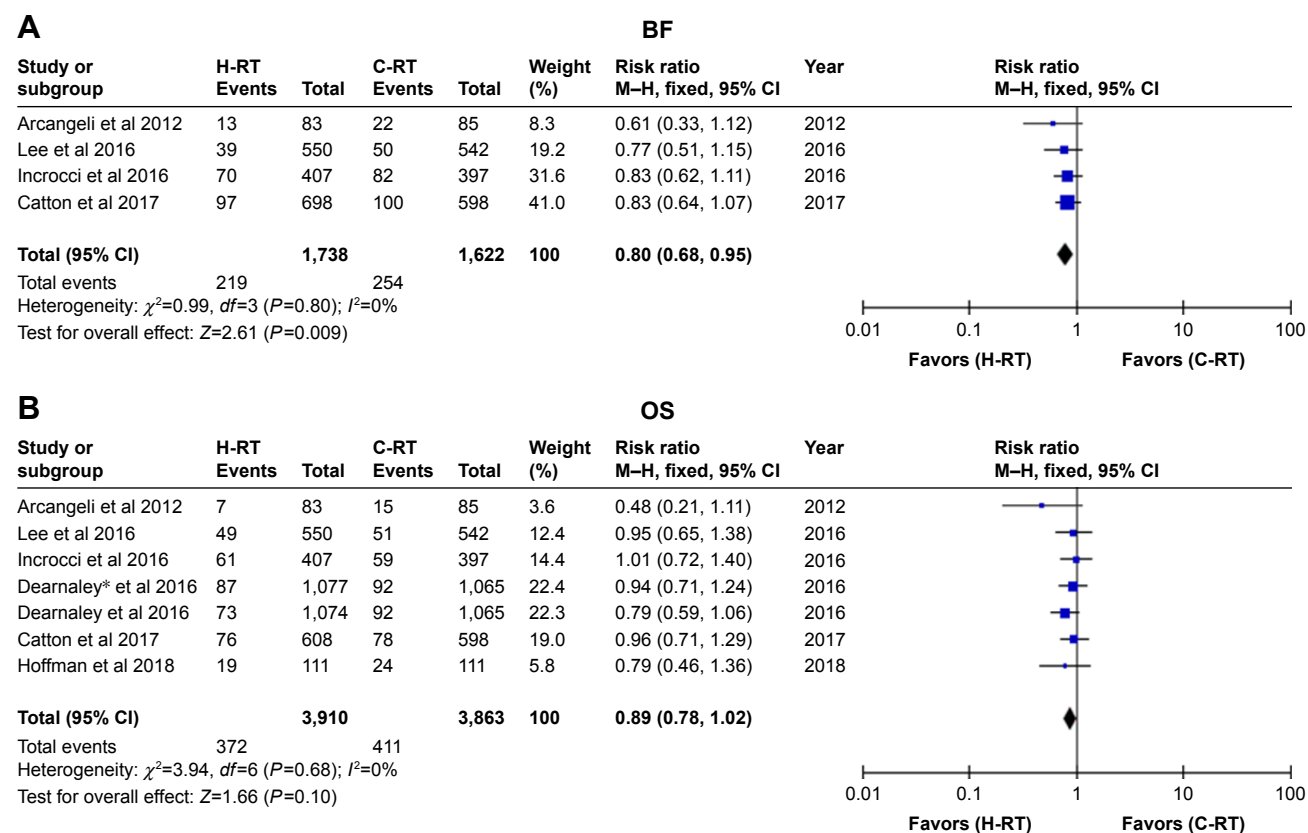 A
BF
Study or subgroup H-RT Events Total C-RT Events Total Weight (%) Risk ratio M–H, fixed, 95% CI Year Risk ratio M–H, fixed, 95% CI
Arcangeli et al 2012 13 83 22 85 8.3 0.61 (0.33, 1.12) 2012
Lee et al 2016 39 550 50 542 19.2 0.77 (0.51, 1.15) 2016
Incrocci et al 2016 70 407 82 397 31.6 0.83 (0.62, 1.11) 2016
Catton et al 2017 97 698 100 598 41.0 0.83 (0.64, 1.07) 2017
Total (95% CI) 1,738 1,622 100 0.80 (0.68, 0.95)
Total events 219 254
Heterogeneity: χ²=0.99, df=3 (P=0.80); I²=0%
Test for overall effect: Z=2.61 (P=0.009)
0.01 0.1 1 10 100
Favors (H-RT) Favors (C-RT)
B
OS
Study or subgroup H-RT Events Total C-RT Events Total Weight (%) Risk ratio M–H, fixed, 95% CI Year Risk ratio M–H, fixed, 95% CI
Arcangeli et al 2012 7 83 15 85 3.6 0.48 (0.21, 1.11) 2012
Lee et al 2016 49 550 51 542 12.4 0.95 (0.65, 1.38) 2016
Incrocci et al 2016 61 407 59 397 14.4 1.01 (0.72, 1.40) 2016
Dearnaley* et al 2016 87 1,077 92 1,065 22.4 0.94 (0.71, 1.24) 2016
Dearnaley et al 2016 73 1,074 92 1,065 22.3 0.79 (0.59, 1.06) 2016
Catton et al 2017 76 608 78 598 19.0 0.96 (0.71, 1.29) 2017
Hoffman et al 2018 19 111 24 111 5.8 0.79 (0.46, 1.36) 2018
Total (95% CI) 3,910 3,863 100 0.89 (0.78, 1.02)
Total events 372 411
Heterogeneity: χ²=3.94, df=6 (P=0.68); I²=0%
Test for overall effect: Z=1.66 (P=0.10)
0.01 0.1 1 10 100
Favors (H-RT) Favors (C-RT)